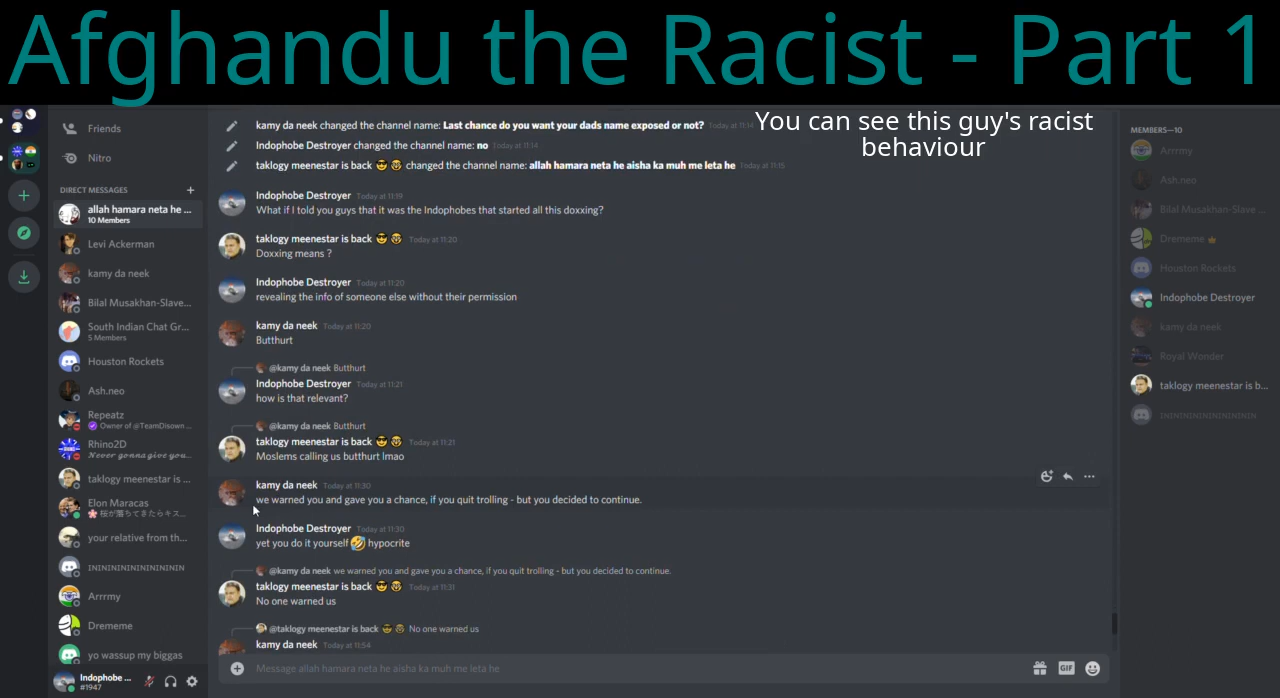 Afghandu the Racist - Part 1
You can see this guy's racist
behaviour
Friends
Nitro
DIRECT MESSAGES
allah hamara neta he ...
10 Members
Levi Ackerman
kamy da neek
Bilal Musakhan-Slave...
South Indian Chat Gr...
5 Members
Houston Rockets
Ash.neo
Repeatz
Owner of @TeamDisown ...
Rhino2D
Never gonna give you...
taklogy meenestar is ...
Elon Maracas
🌸 桜が落ちてきたらキス...
your relative from th...
ININININININININ
Arrrmy
Drememe
yo wassup my biggas
Indophobe ...
#1947
kamy da neek changed the channel name: Last chance do you want your dads name exposed or not? Today at 11:14
Indophobe Destroyer changed the channel name: no Today at 11:14
taklogy meenestar is back 😎 🤓 changed the channel name: allah hamara neta he aisha ka muh me leta he Today at 11:15
Indophobe Destroyer Today at 11:19
What if I told you guys that it was the Indophobes that started all this doxxing?
taklogy meenestar is back 😎 🤓 Today at 11:20
Doxxing means ?
Indophobe Destroyer Today at 11:20
revealing the info of someone else without their permission
kamy da neek Today at 11:20
Butthurt
@kamy da neek Butthurt
Indophobe Destroyer Today at 11:21
how is that relevant?
@kamy da neek Butthurt
taklogy meenestar is back 😎 🤓 Today at 11:21
Moslems calling us butthurt lmao
kamy da neek Today at 11:30
we warned you and gave you a chance, if you quit trolling - but you decided to continue.
Indophobe Destroyer Today at 11:30
yet you do it yourself 🤣 hypocrite
@kamy da neek we warned you and gave you a chance, if you quit trolling - but you decided to continue.
taklogy meenestar is back 😎 🤓 Today at 11:31
No one warned us
@taklogy meenestar is back 😎 🤓 No one warned us
kamy da neek Today at 11:54
Message allah hamara neta he aisha ka muh me leta he
GIF
MEMBERS—10
Arrrmy
Ash.neo
Bilal Musakhan-Slave ...
Drememe
Houston Rockets
Indophobe Destroyer
kamy da neek
Royal Wonder
taklogy meenestar is b...
ININININININININ